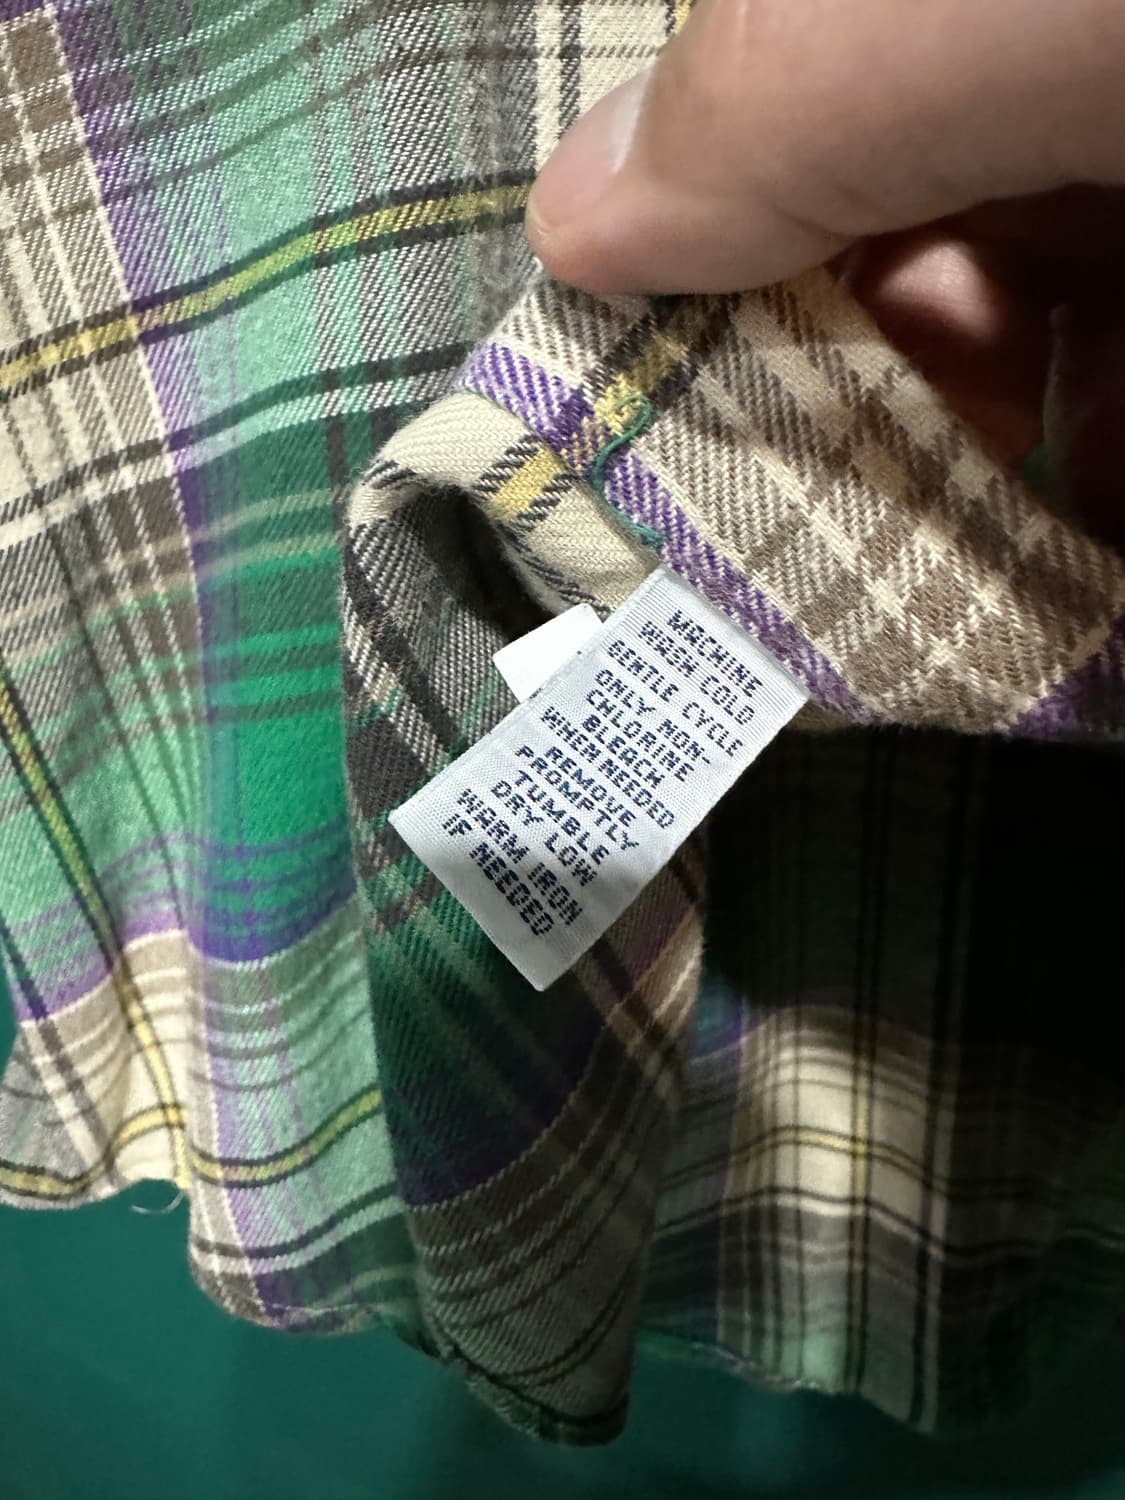 MACHINE
WASH COLD
GENTLE CYCLE
ONLY NON-
CHLORINE
BLEACH
WHEN NEEDED
REMOVE
PROMPTLY
TUMBLE
DRY LOW
WARM IRON
IF NEEDED